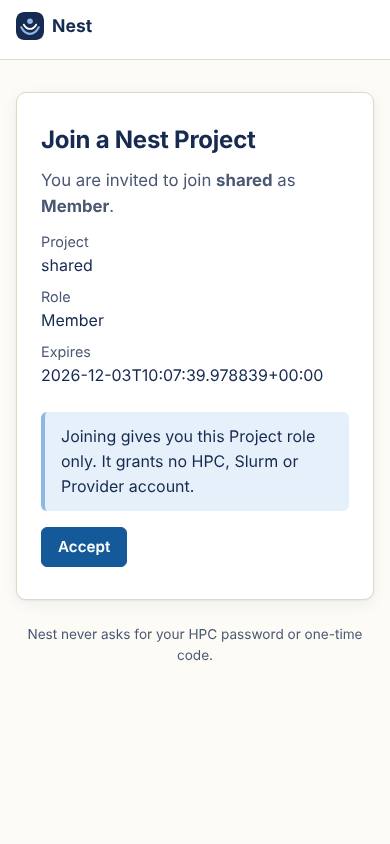 Nest
Join a Nest Project
You are invited to join shared as
Member.
Project
shared
Role
Member
Expires
2026-12-03T10:07:39.978839+00:00
Joining gives you this Project role
only. It grants no HPC, Slurm or
Provider account.
Accept
Nest never asks for your HPC password or one-time
code.